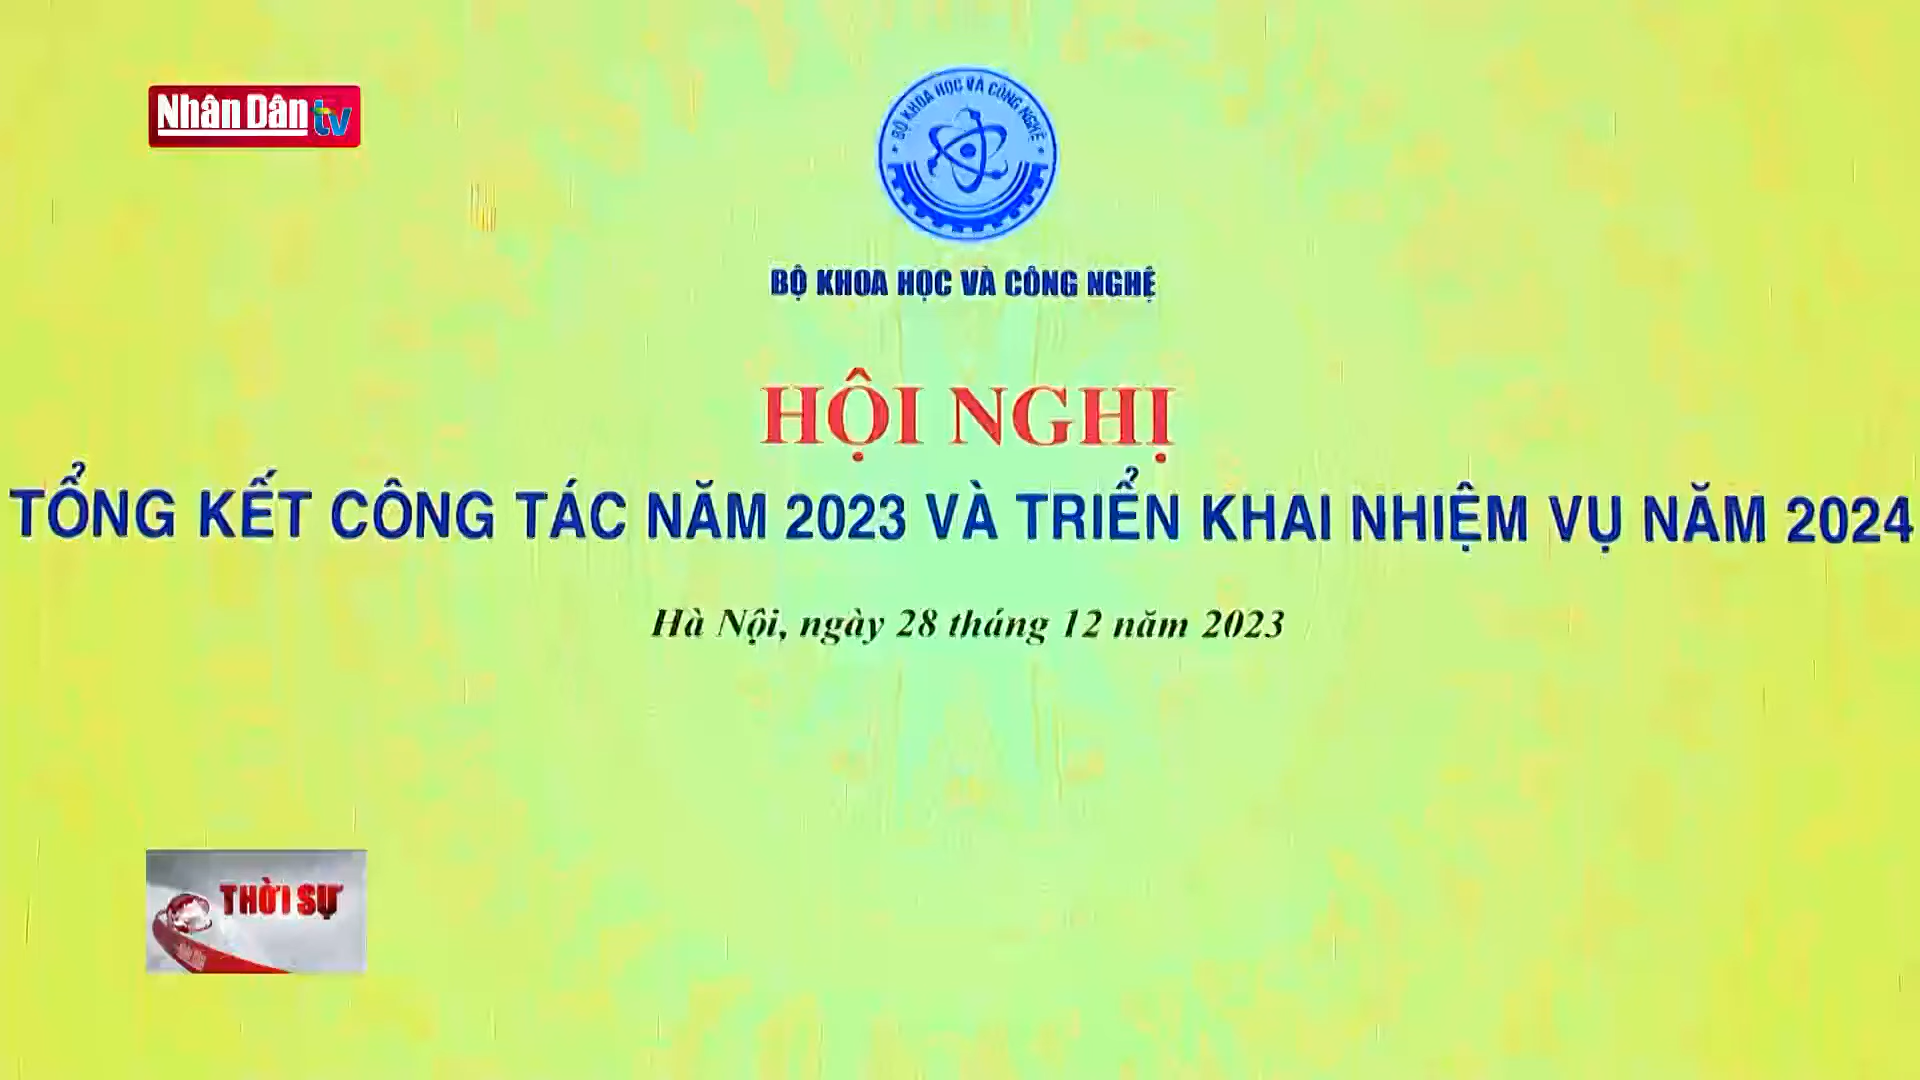 Nhân Dân tv
BỘ KHOA HỌC VÀ CÔNG NGHỆ
BỘ KHOA HỌC VÀ CÔNG NGHỆ
HỘI NGHỊ
TỔNG KẾT CÔNG TÁC NĂM 2023 VÀ TRIỂN KHAI NHIỆM VỤ NĂM 2024
Hà Nội, ngày 28 tháng 12 năm 2023
THỜI SỰ